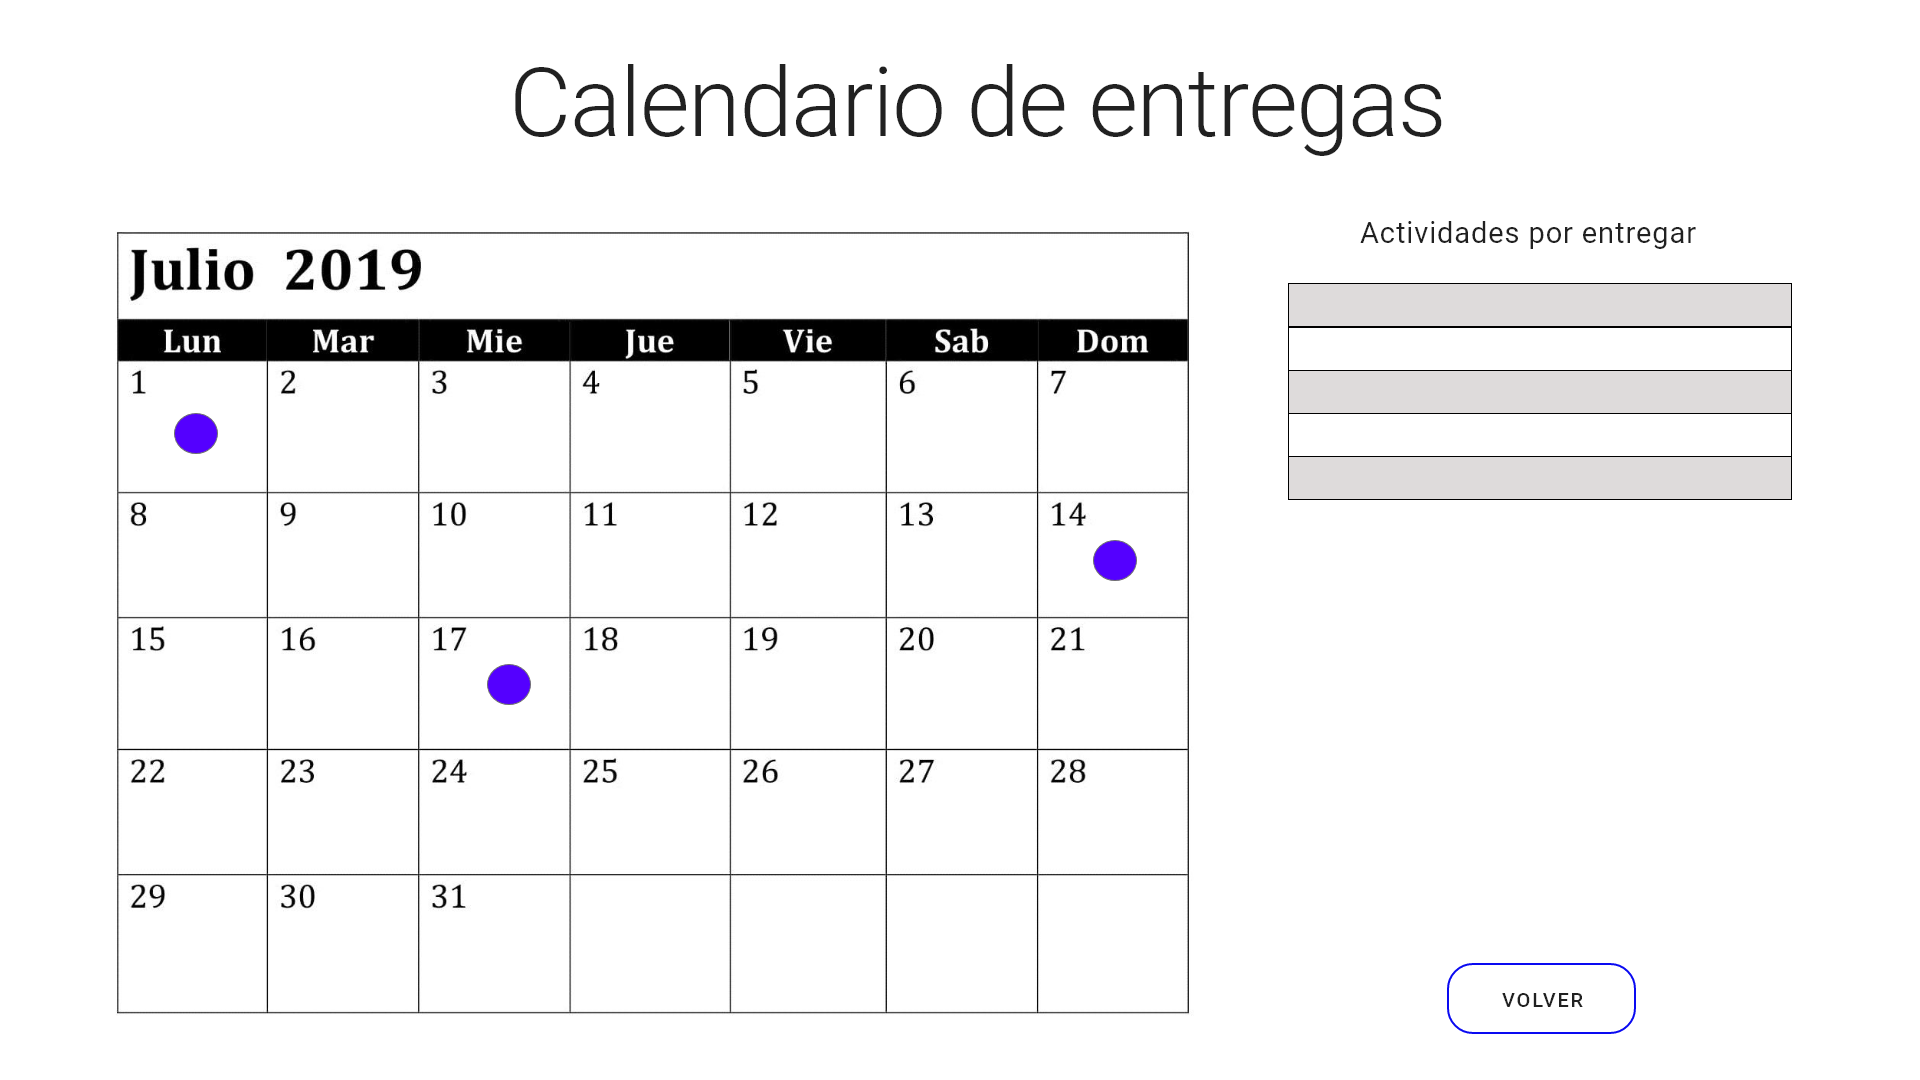 Calendario de entregas
Julio 2019
Lun Mar Mie Jue Vie Sab Dom
1 2 3 4 5 6 7
8 9 10 11 12 13 14
15 16 17 18 19 20 21
22 23 24 25 26 27 28
29 30 31
Actividades por entregar
VOLVER